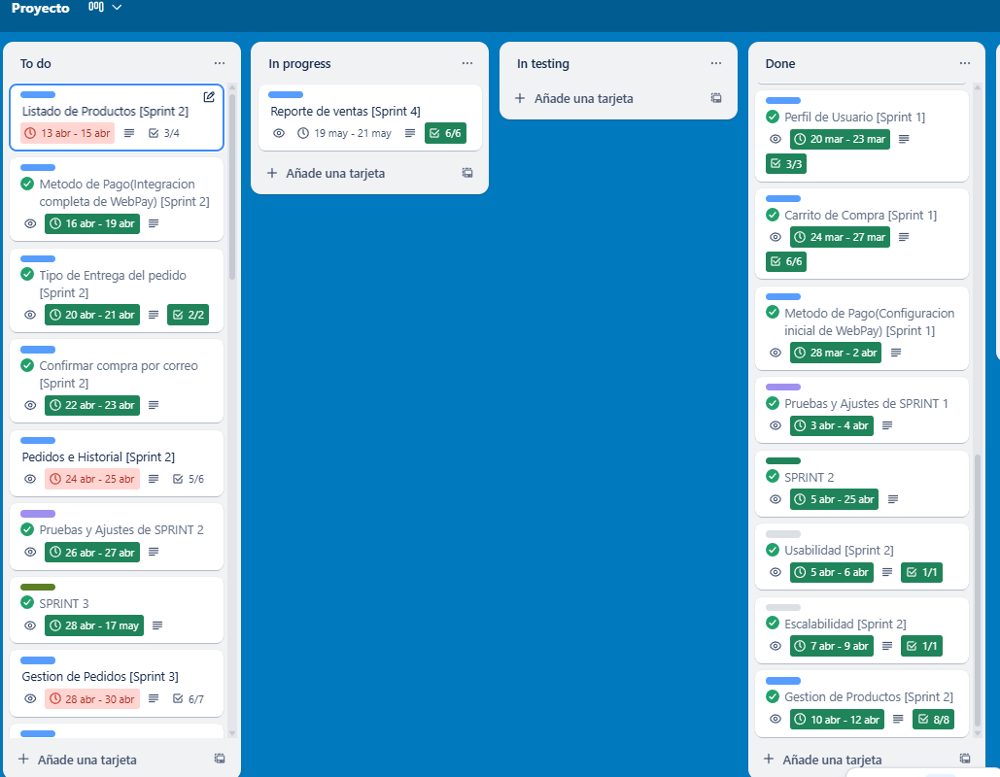 Proyecto
To do
Listado de Productos [Sprint 2]
13 abr - 15 abr 3/4
Metodo de Pago(Integracion
completa de WebPay) [Sprint 2]
16 abr - 19 abr
Tipo de Entrega del pedido
[Sprint 2]
20 abr - 21 abr 2/2
Confirmar compra por correo
[Sprint 2]
22 abr - 23 abr
Pedidos e Historial [Sprint 2]
24 abr - 25 abr 5/6
Pruebas y Ajustes de SPRINT 2
26 abr - 27 abr
SPRINT 3
28 abr - 17 may
Gestion de Pedidos [Sprint 3]
28 abr - 30 abr 6/7
Añade una tarjeta
In progress
Reporte de ventas [Sprint 4]
19 may - 21 may 6/6
Añade una tarjeta
In testing
Añade una tarjeta
Done
Perfil de Usuario [Sprint 1]
20 mar - 23 mar
3/3
Carrito de Compra [Sprint 1]
24 mar - 27 mar
6/6
Metodo de Pago(Configuracion
inicial de WebPay) [Sprint 1]
28 mar - 2 abr
Pruebas y Ajustes de SPRINT 1
3 abr - 4 abr
SPRINT 2
5 abr - 25 abr
Usabilidad [Sprint 2]
5 abr - 6 abr 1/1
Escalabilidad [Sprint 2]
7 abr - 9 abr 1/1
Gestion de Productos [Sprint 2]
10 abr - 12 abr 8/8
Añade una tarjeta